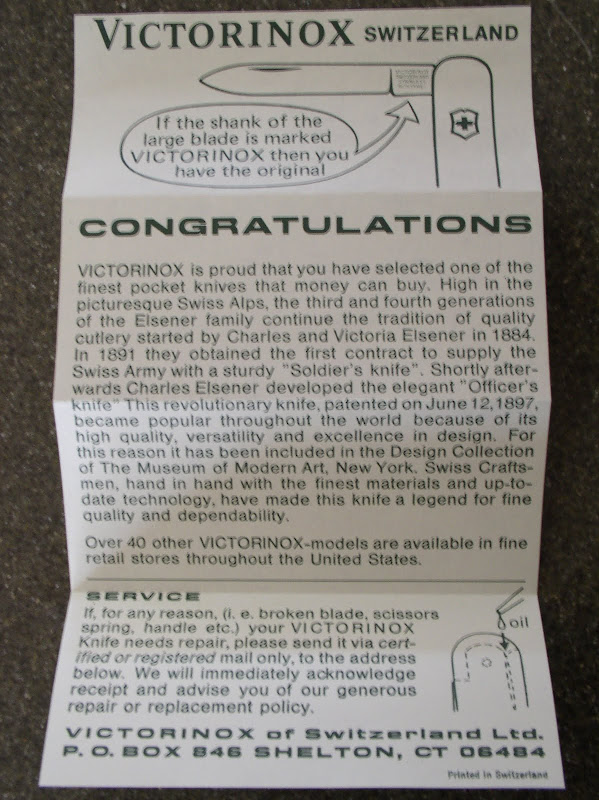 VICTORINOX SWITZERLAND
If the shank of the
large blade is marked
VICTORINOX then you
have the original
CONGRATULATIONS
VICTORINOX is proud that you have selected one of the
finest pocket knives that money can buy. High in the
picturesque Swiss Alps, the third and fourth generations
of the Elsener family continue the tradition of quality
cutlery started by Charles and Victoria Elsener in 1884.
In 1891 they obtained the first contract to supply the
Swiss Army with a sturdy "Soldier's knife". Shortly after-
wards Charles Elsener developed the elegant "Officer's
knife" This revolutionary knife, patented on June 12,1897,
became popular throughout the world because of its
high quality, versatility and excellence in design. For
this reason it has been included in the Design Collection
of The Museum of Modern Art, New York. Swiss Crafts-
men, hand in hand with the finest materials and up-to-
date technology, have made this knife a legend for fine
quality and dependability.
Over 40 other VICTORINOX-models are available in fine
retail stores throughout the United States.
SERVICE
If, for any reason, (i. e. broken blade, scissors
spring, handle etc.) your VICTORINOX
Knife needs repair, please send it via cert-
ified or registered mail only, to the address
below. We will immediately acknowledge
receipt and advise you of our generous
repair or replacement policy.
oil
VICTORINOX of Switzerland Ltd.
P. O. BOX 846 SHELTON, CT 06484
Printed in Switzerland